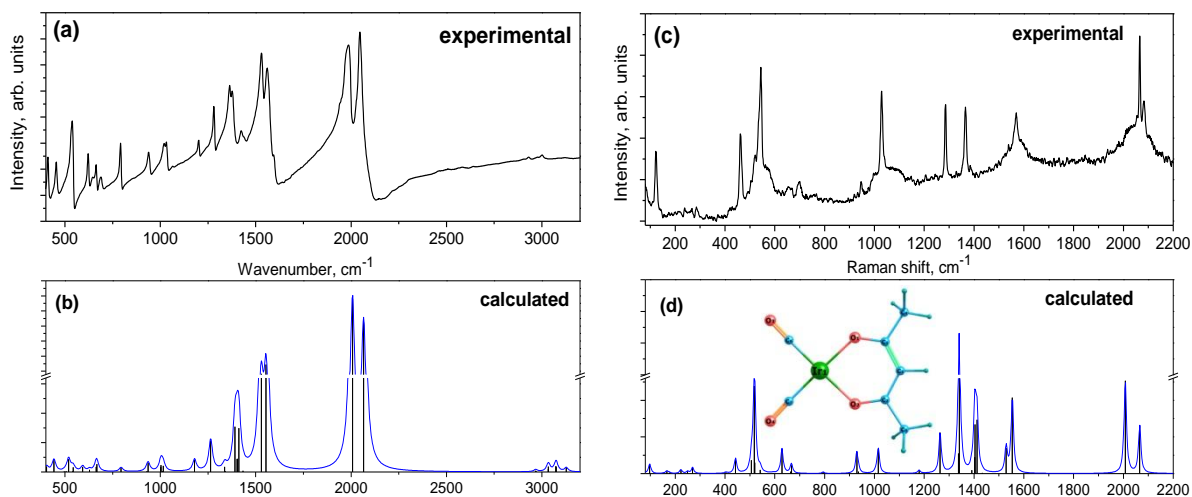 (a)
experimental
Intensity, arb. units
500 1000 1500 2000 2500 3000
Wavenumber, cm-1
(b)
calculated
500 1000 1500 2000 2500 3000
(c)
experimental
Intensity, arb. units
200 400 600 800 1000 1200 1400 1600 1800 2000 2200
Raman shift, cm-1
(d)
calculated
200 400 600 800 1000 1200 1400 1600 1800 2000 2200